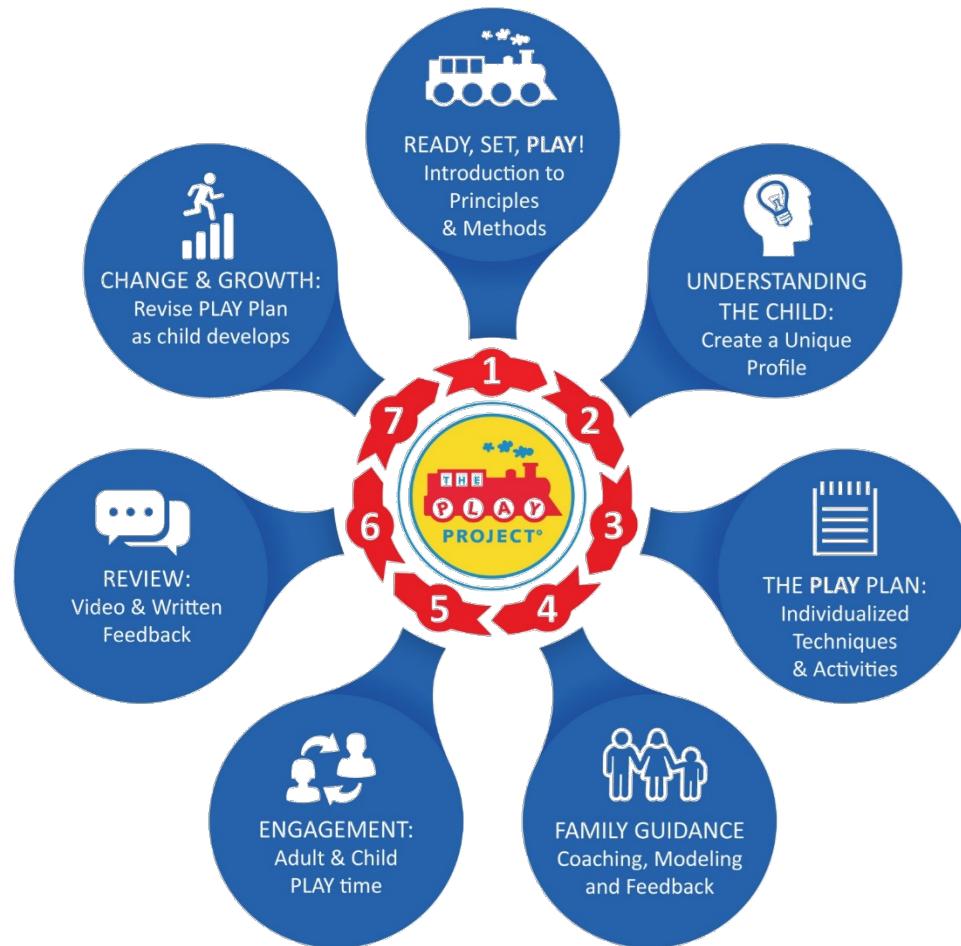 READY, SET, PLAY!
Introduction to
Principles
& Methods
UNDERSTANDING
THE CHILD:
Create a Unique
Profile
THE PLAY PLAN:
Individualized
Techniques
& Activities
FAMILY GUIDANCE
Coaching, Modeling
and Feedback
ENGAGEMENT:
Adult & Child
PLAY time
REVIEW:
Video & Written
Feedback
CHANGE & GROWTH:
Revise PLAY Plan
as child develops
1
2
3
4
5
6
7
THE
PLAY
PROJECT®